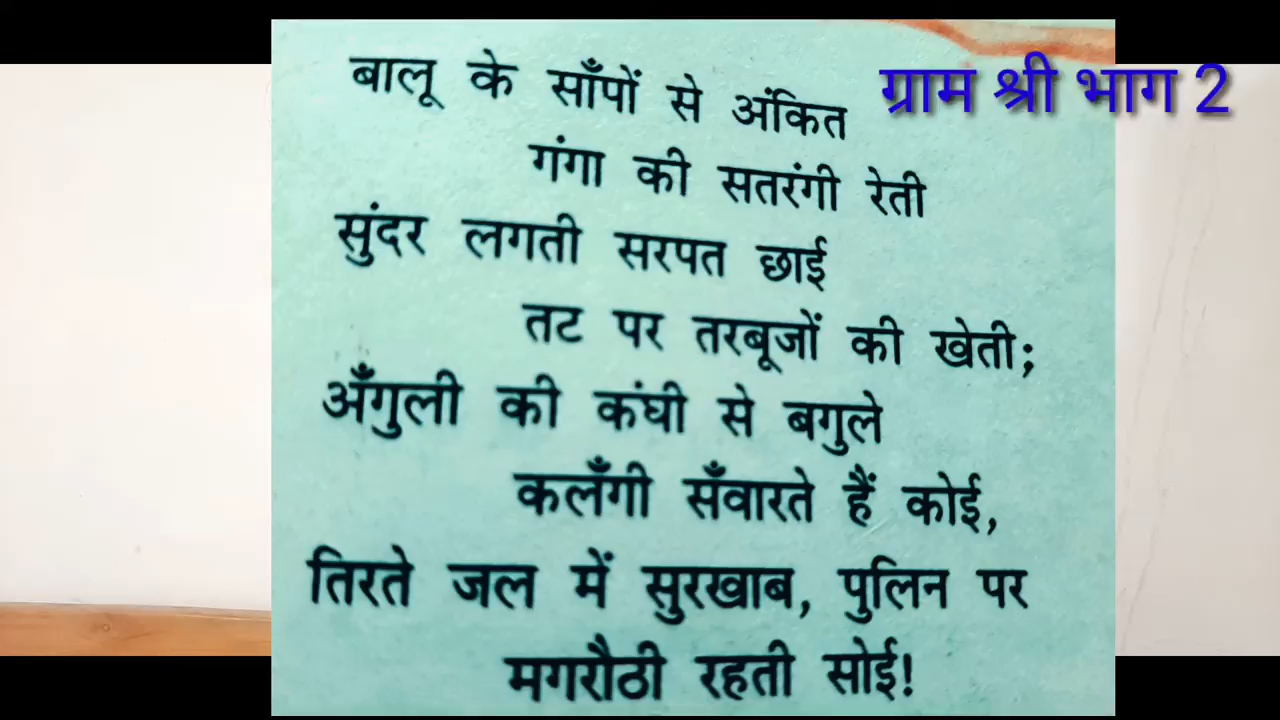 ग्राम श्री भाग 2
बालू के साँपों से अंकित
गंगा की सतरंगी रेती
सुंदर लगती सरपत छाई
तट पर तरबूजों की खेती;
अँगुली की कंघी से बगुले
कलँगी सँवारते हैं कोई,
तिरते जल में सुरखाब, पुलिन पर
मगरौठी रहती सोई!